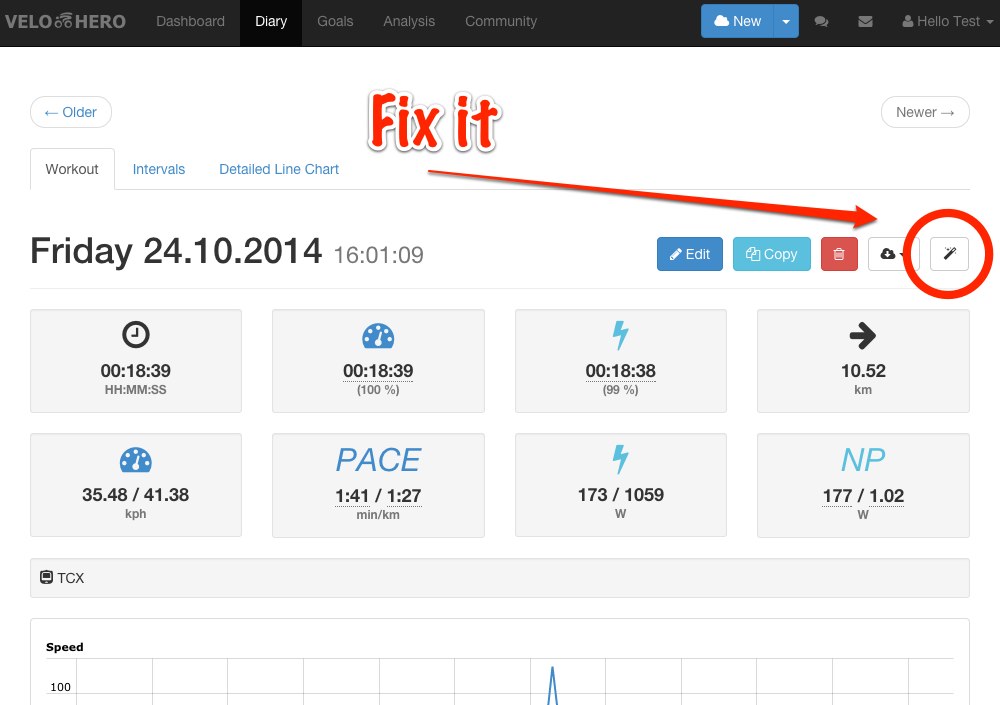 VELO HERO Dashboard Diary Goals Analysis Community New Hello Test
← Older Newer →
Fix it
Workout Intervals Detailed Line Chart
Friday 24.10.2014 16:01:09 Edit Copy
00:18:39 00:18:39 00:18:38 10.52
HH:MM:SS (100 %) (99 %) km
PACE NP
35.48 / 41.38 1:41 / 1:27 173 / 1059 177 / 1.02
kph min/km W W
TCX
Speed
100